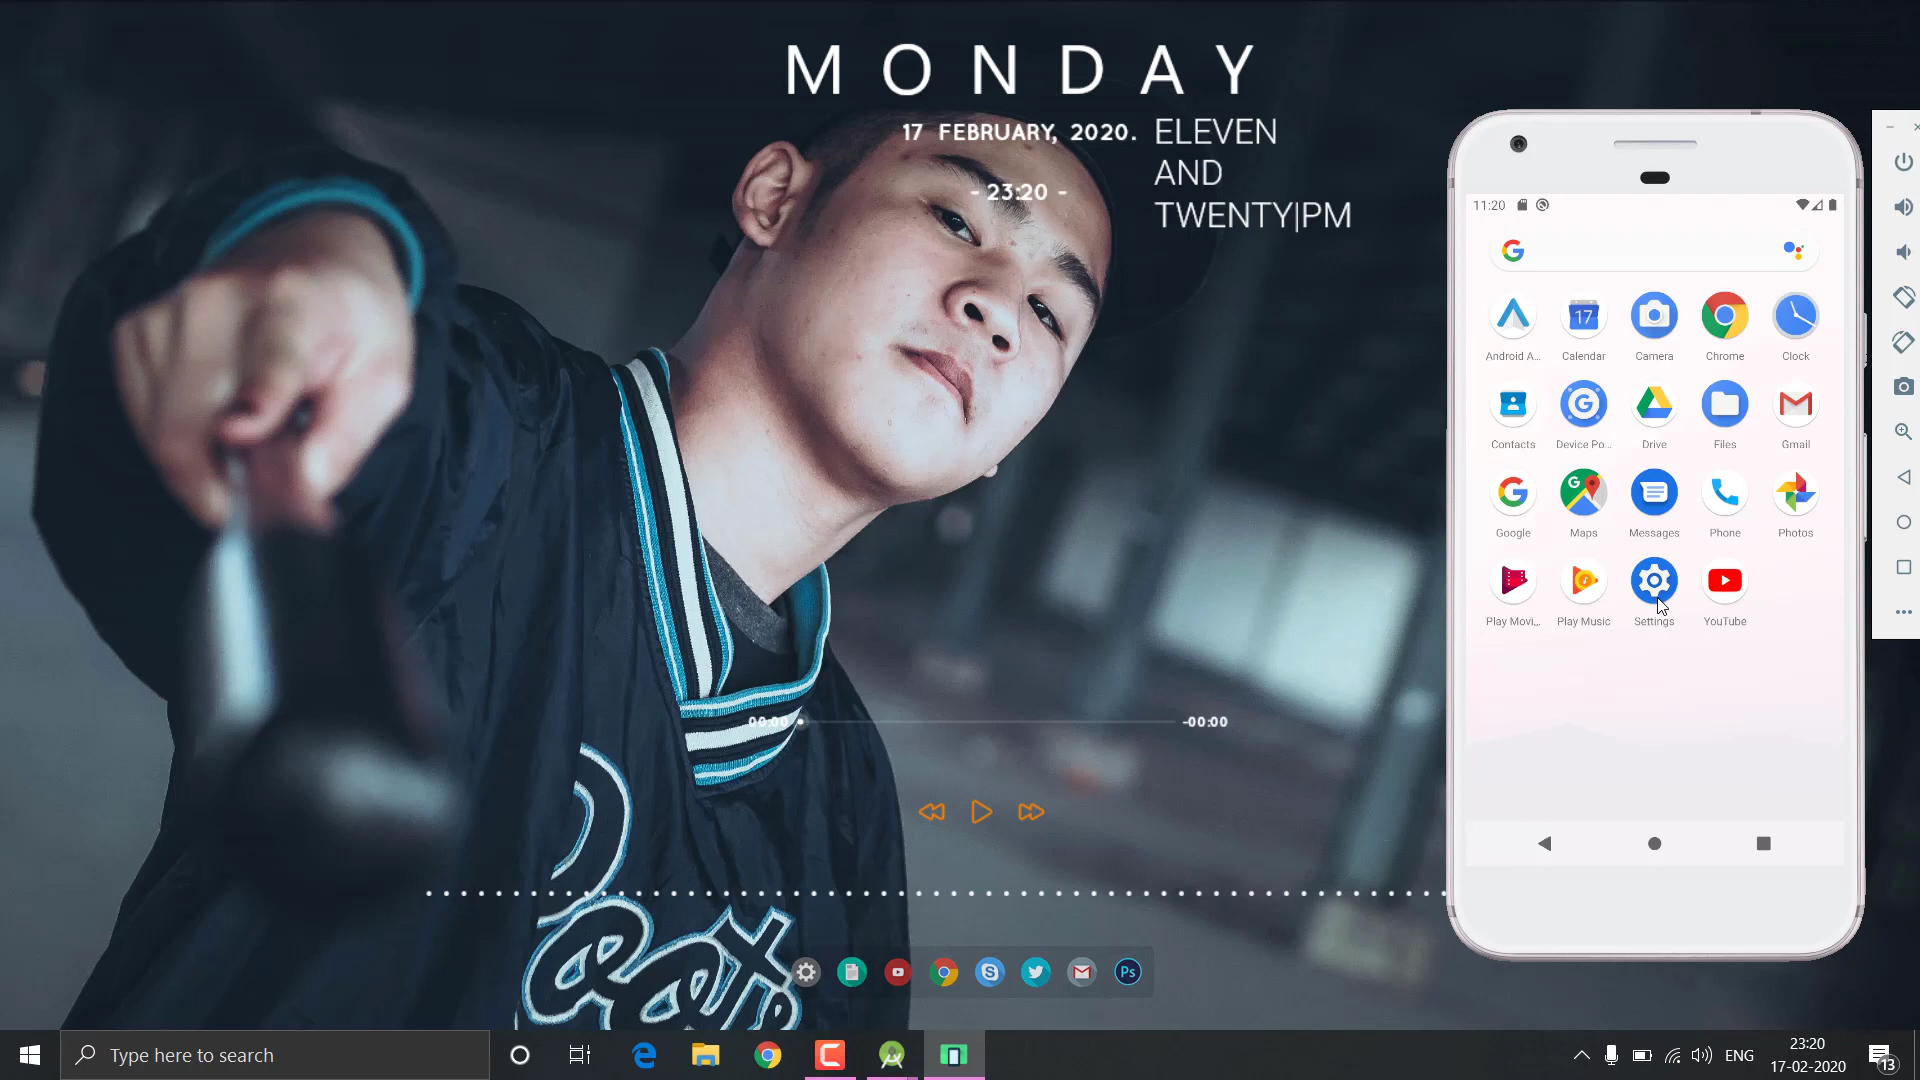 MONDAY
17 FEBRUARY, 2020.
- 23:20 -
ELEVEN
AND
TWENTY|PM
11:20
G
17
Android A...
Calendar
Camera
Chrome
Clock
G
Contacts
Device Po...
Drive
Files
Gmail
G
G
Google
Maps
Messages
Phone
Photos
Play Movi...
Play Music
Settings
YouTube
00:00
-00:00
S
Ps
Type here to search
ENG
23:20
17-02-2020
13